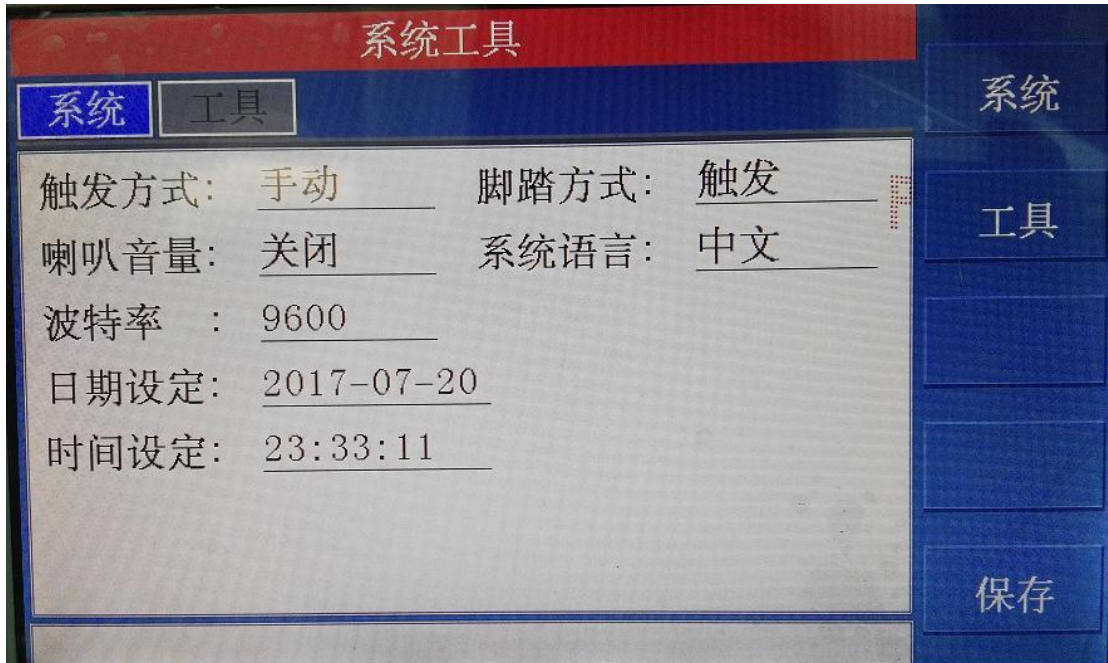 系统工具
系统 工具
触发方式: 手动 脚踏方式: 触发
喇叭音量: 关闭 系统语言: 中文
波特率 : 9600
日期设定: 2017-07-20
时间设定: 23:33:11
系统
工具
保存